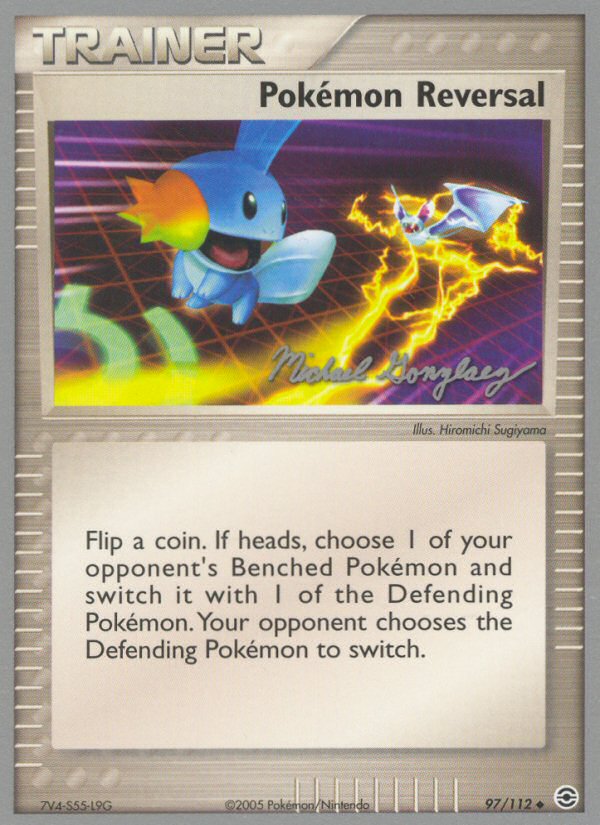 TRAINER
Pokémon Reversal
Michael Gonzalez
Illus. Hiromichi Sugiyama
Flip a coin. If heads, choose 1 of your
opponent's Benched Pokémon and
switch it with 1 of the Defending
Pokémon. Your opponent chooses the
Defending Pokémon to switch.
7V4-S55-L9G
©2005 Pokémon/Nintendo
97/112